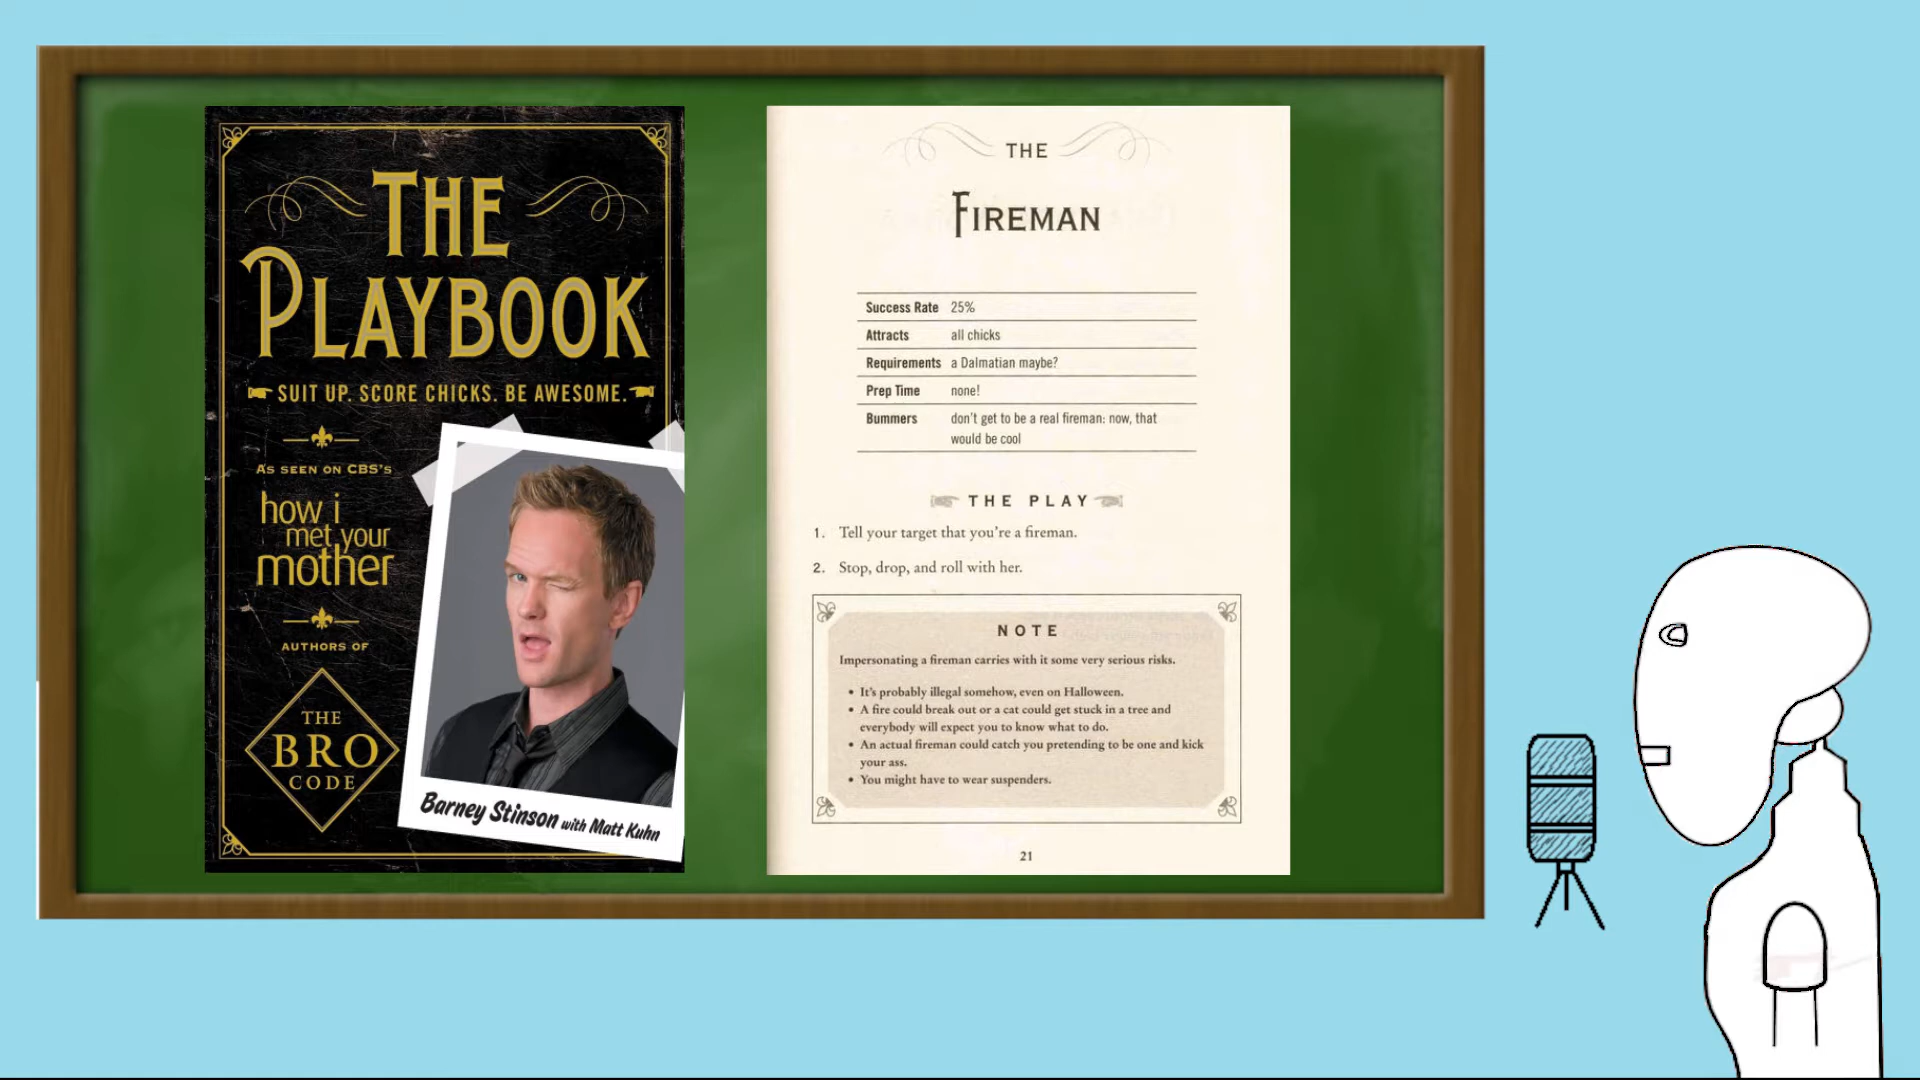 THE
PLAYBOOK
SUIT UP. SCORE CHICKS. BE AWESOME.
AS SEEN ON CBS's
how i
met your
mother
AUTHORS OF
THE
BRO
CODE
Barney Stinson with Matt Kuhn
THE
FIREMAN
Success Rate 25%
Attracts all chicks
Requirements a Dalmatian maybe?
Prep Time none!
Bummers don't get to be a real fireman: now, that
would be cool
THE PLAY
1. Tell your target that you're a fireman.
2. Stop, drop, and roll with her.
NOTE
Impersonating a fireman carries with it some very serious risks.
• It's probably illegal somehow, even on Halloween.
• A fire could break out or a cat could get stuck in a tree and
everybody will expect you to know what to do.
• An actual fireman could catch you pretending to be one and kick
your ass.
• You might have to wear suspenders.
21